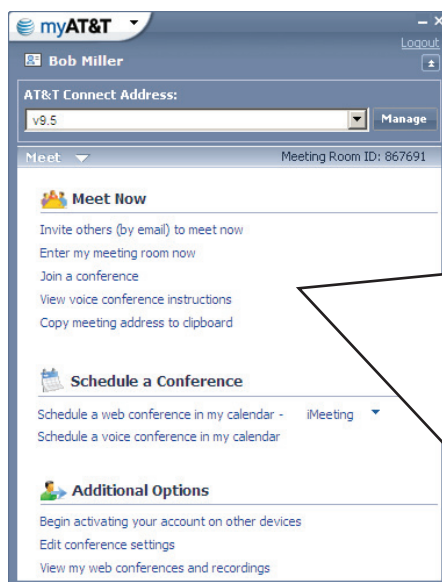 myAT&T
Logout
Bob Miller
AT&T Connect Address:
v9.5
Manage
Meet
Meeting Room ID: 867691
Meet Now
Invite others (by email) to meet now
Enter my meeting room now
Join a conference
View voice conference instructions
Copy meeting address to clipboard
Schedule a Conference
Schedule a web conference in my calendar - iMeeting
Schedule a voice conference in my calendar
Additional Options
Begin activating your account on other devices
Edit conference settings
View my web conferences and recordings